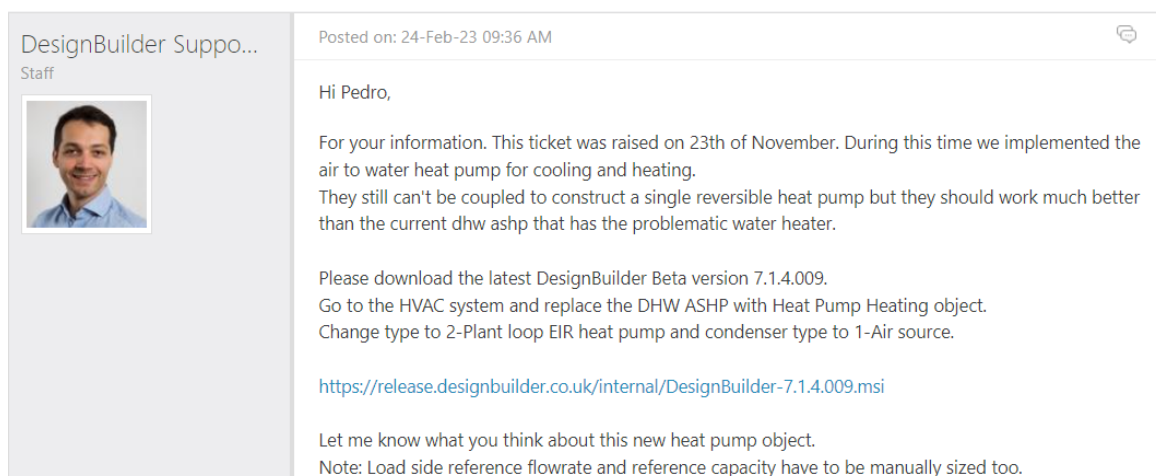 DesignBuilder Suppo...
Staff
Posted on: 24-Feb-23 09:36 AM
Hi Pedro,
For your information. This ticket was raised on 23th of November. During this time we implemented the
air to water heat pump for cooling and heating.
They still can't be coupled to construct a single reversible heat pump but they should work much better
than the current dhw ashp that has the problematic water heater.
Please download the latest DesignBuilder Beta version 7.1.4.009.
Go to the HVAC system and replace the DHW ASHP with Heat Pump Heating object.
Change type to 2-Plant loop EIR heat pump and condenser type to 1-Air source.
https://release.designbuilder.co.uk/internal/DesignBuilder-7.1.4.009.msi
Let me know what you think about this new heat pump object.
Note: Load side reference flowrate and reference capacity have to be manually sized too.